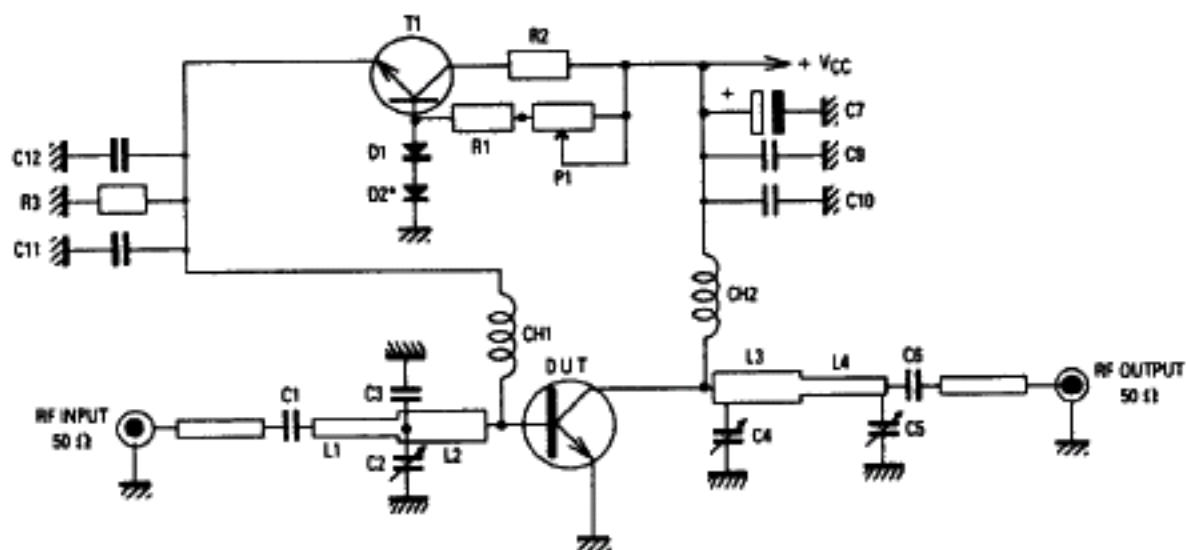 T1
R2
+ VCC
+
C7
C12
D1
R1
P1
C9
R3
D2*
C10
C11
CH2
CH1
DUT
L3
L4
C6
RF OUTPUT
50 Ω
C3
C1
RF INPUT
50 Ω
L1
C2
L2
C4
C5